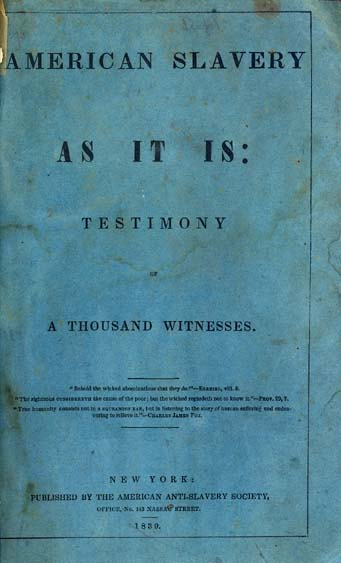 AMERICAN SLAVERY
AS IT IS:
TESTIMONY
OF
A THOUSAND WITNESSES.
"Behold the wicked abominations that they do!"—EZEKIEL, viii. 9.
"The righteous CONSIDERETH the cause of the poor; but the wicked regardeth not to know it."—PROV. 29, 7.
"True humanity consists not in a SQUEAMISH EAR, but in listening to the story of human suffering and endea-
voring to relieve it."—CHARLES JAMES FOX.
NEW YORK:
PUBLISHED BY THE AMERICAN ANTI-SLAVERY SOCIETY,
OFFICE, No. 143 NASSAU STREET.
1839.